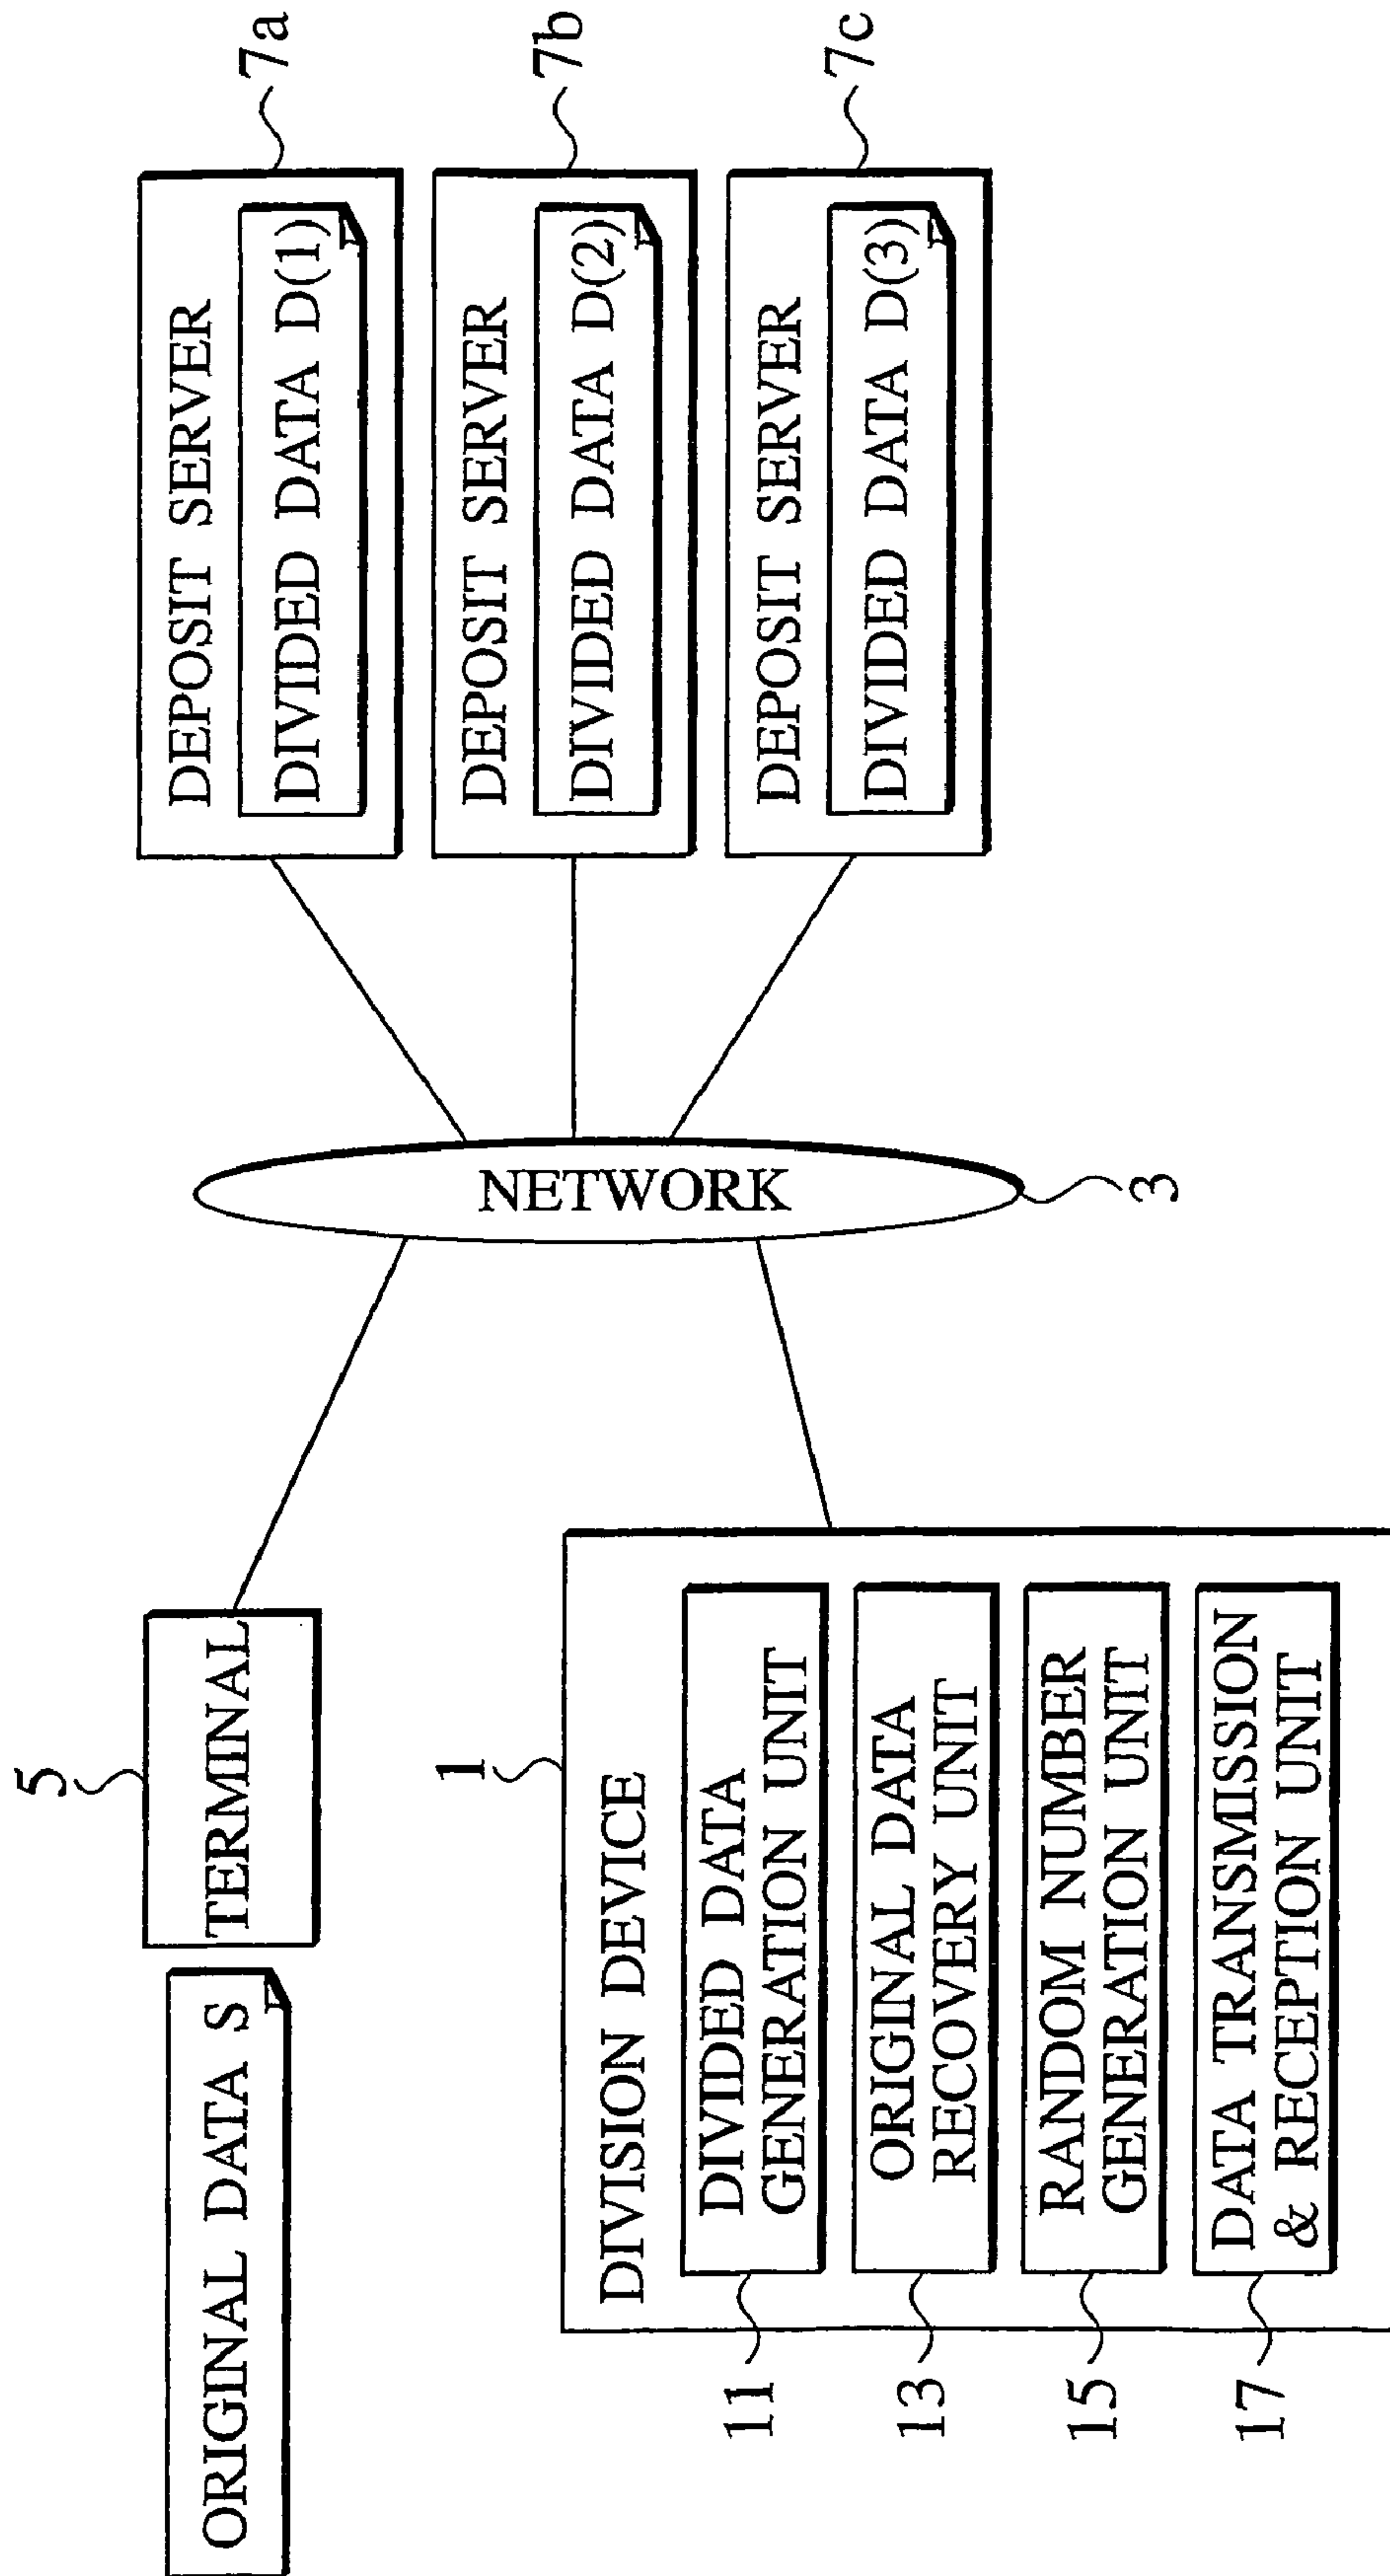 ORIGINAL DATA S
5
TERMINAL
1
DIVISION DEVICE
11
DIVIDED DATA
GENERATION UNIT
13
ORIGINAL DATA
RECOVERY UNIT
15
RANDOM NUMBER
GENERATION UNIT
17
DATA TRANSMISSION
& RECEPTION UNIT
NETWORK
3
DEPOSIT SERVER
DIVIDED DATA D(1)
7a
DEPOSIT SERVER
DIVIDED DATA D(2)
7b
DEPOSIT SERVER
DIVIDED DATA D(3)
7c